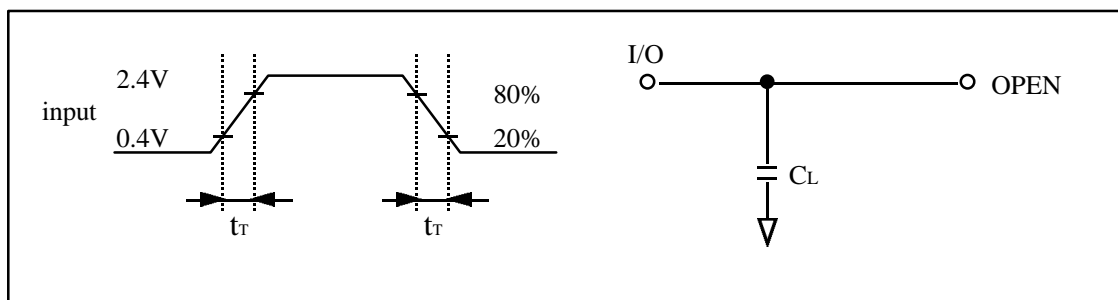 2.4V
input
0.4V
80%
20%
tT
tT
I/O
OPEN
CL